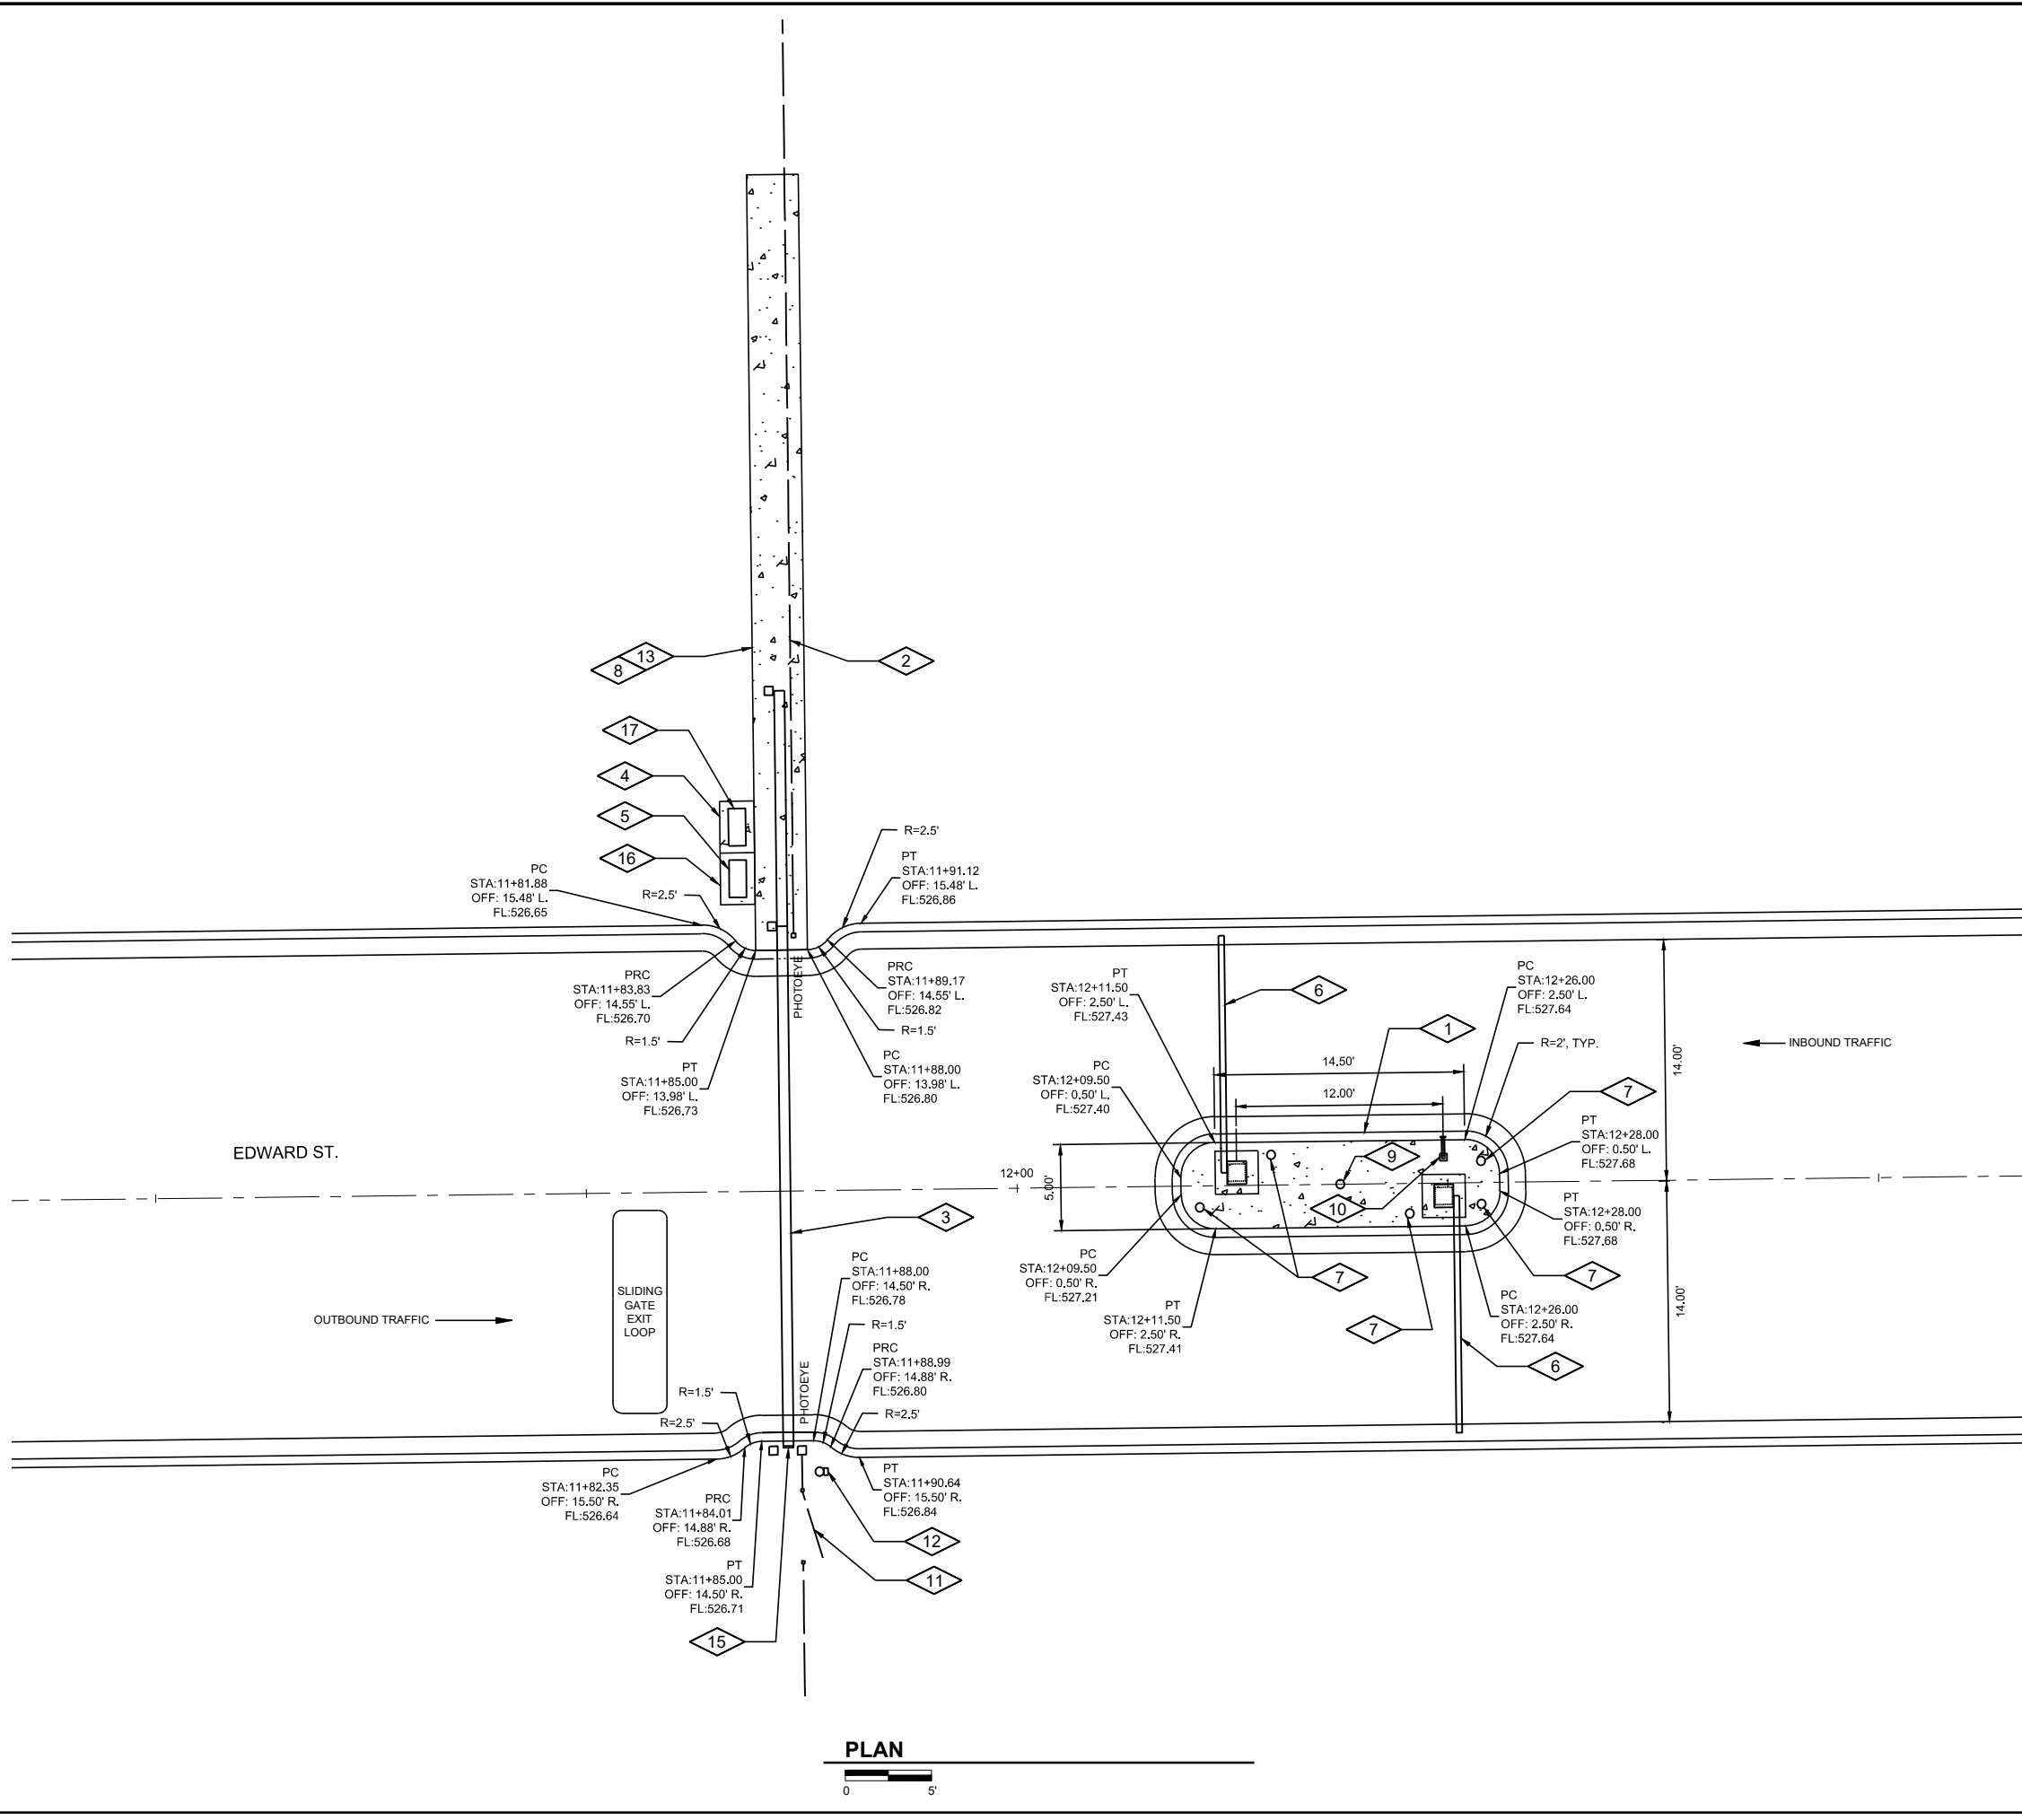 13
8
2
17
4
5
16
R=2.5'
PT
STA:11+91.12
OFF: 15.48' L.
FL:526.86
PC
STA:11+81.88
OFF: 15.48' L.
FL:526.65
R=2.5'
PRC
STA:11+83.83
OFF: 14.55' L.
FL:526.70
R=1.5'
PT
STA:11+85.00
OFF: 13.98' L.
FL:526.73
PHOTOEYE
PRC
STA:11+89.17
OFF: 14.55' L.
FL:526.82
R=1.5'
PC
STA:11+88.00
OFF: 13.98' L.
FL:526.80
PT
STA:12+11.50
OFF: 2.50' L.
FL:527.43
6
PC
STA:12+26.00
OFF: 2.50' L.
FL:527.64
1
R=2', TYP.
14.00'
INBOUND TRAFFIC
PC
STA:12+09.50
OFF: 0.50' L.
FL:527.40
14.50'
12.00'
7
PT
STA:12+28.00
OFF: 0.50' L.
FL:527.68
EDWARD ST.
12+00
5.00'
9
10
3
PT
STA:12+28.00
OFF: 0.50' R.
FL:527.68
PC
STA:12+09.50
OFF: 0.50' R.
FL:527.21
7
7
PC
STA:11+88.00
OFF: 14.50' R.
FL:526.78
SLIDING
GATE
EXIT
LOOP
OUTBOUND TRAFFIC
PT
STA:12+11.50
OFF: 2.50' R.
FL:527.41
7
PC
STA:12+26.00
OFF: 2.50' R.
FL:527.64
14.00'
6
R=1.5'
PRC
STA:11+88.99
OFF: 14.88' R.
FL:526.80
PHOTOEYE
R=1.5'
R=2.5'
R=2.5'
PC
STA:11+82.35
OFF: 15.50' R.
FL:526.64
PRC
STA:11+84.01
OFF: 14.88' R.
FL:526.68
PT
STA:11+90.64
OFF: 15.50' R.
FL:526.84
12
11
PT
STA:11+85.00
OFF: 14.50' R.
FL:526.71
15
PLAN
0 5'